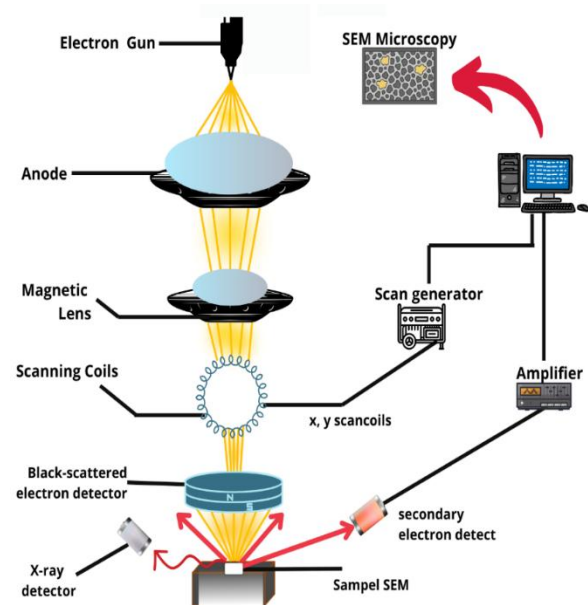 Electron Gun
SEM Microscopy
Anode
Magnetic
Lens
Scan generator
Scanning Coils
Amplifier
x, y scancoils
Black-scattered
electron detector
N
S
secondary
electron detect
X-ray
detector
Sampel SEM